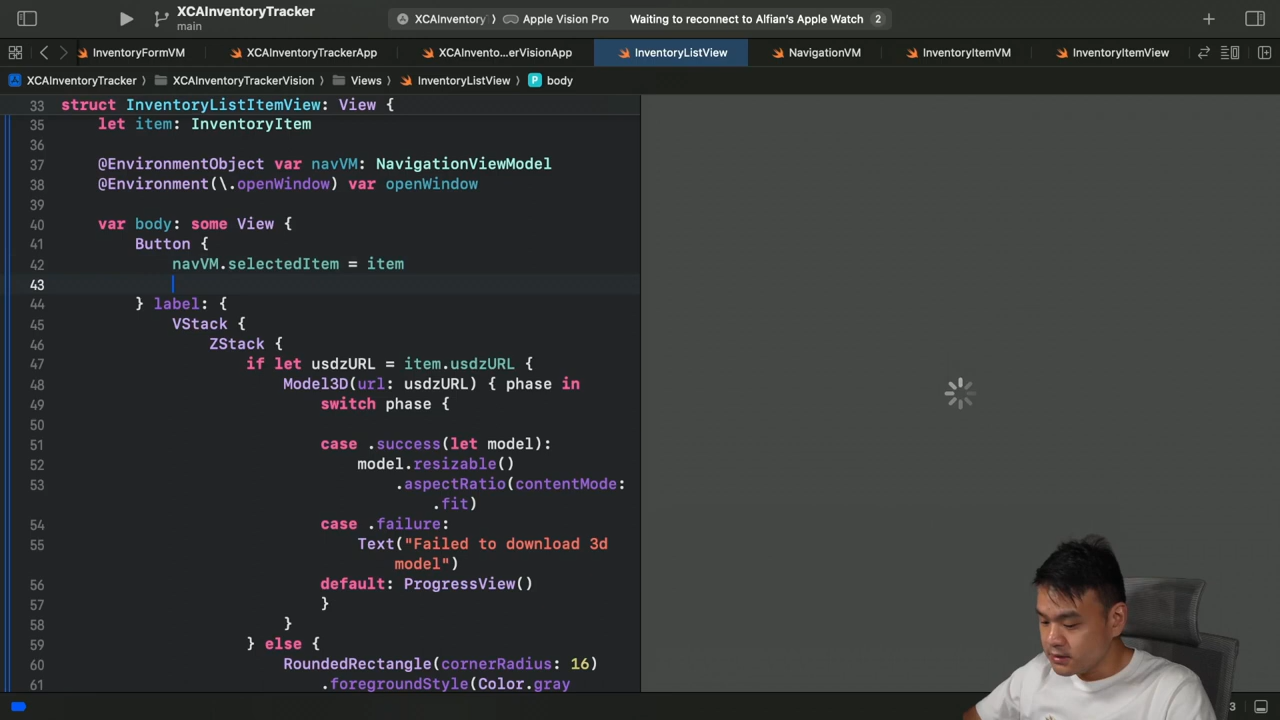 XCAInventoryTracker
main
XCAInventory
Apple Vision Pro
Waiting to reconnect to Alfian's Apple Watch
2
InventoryFormVM
XCAInventoryTrackerApp
XCAInvento...erVisionApp
InventoryListView
NavigationVM
InventoryItemVM
InventoryItemView
XCAInventoryTracker
XCAInventoryTrackerVision
Views
InventoryListView
P body
33 struct InventoryListItemView: View {
35 let item: InventoryItem
36
37 @EnvironmentObject var navVM: NavigationViewModel
38 @Environment(\.openWindow) var openWindow
39
40 var body: some View {
41 Button {
42 navVM.selectedItem = item
43
44 } label: {
45 VStack {
46 ZStack {
47 if let usdzURL = item.usdzURL {
48 Model3D(url: usdzURL) { phase in
49 switch phase {
50
51 case .success(let model):
52 model.resizable()
53 .aspectRatio(contentMode:
.fit)
54 case .failure:
55 Text("Failed to download 3d
model")
56 default: ProgressView()
57 }
58 }
59 } else {
60 RoundedRectangle(cornerRadius: 16)
61 .foregroundStyle(Color.gray
3